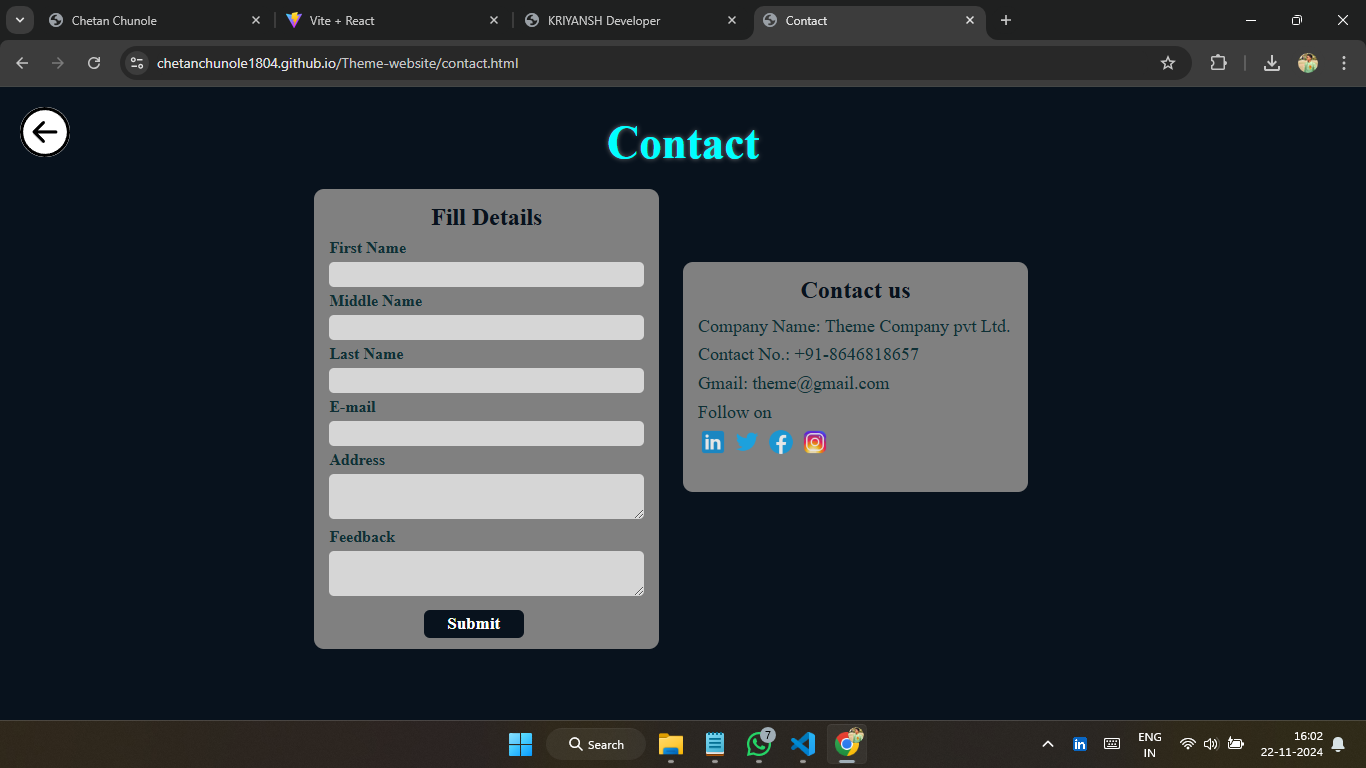 Chetan Chunole
Vite + React
KRIYANSH Developer
Contact
chetanchunole1804.github.io/Theme-website/contact.html
Contact
Fill Details
First Name
Middle Name
Last Name
E-mail
Address
Feedback
Submit
Contact us
Company Name: Theme Company pvt Ltd.
Contact No.: +91-8646818657
Gmail: theme@gmail.com
Follow on
in
Search
7
in
ENG
IN
16:02
22-11-2024